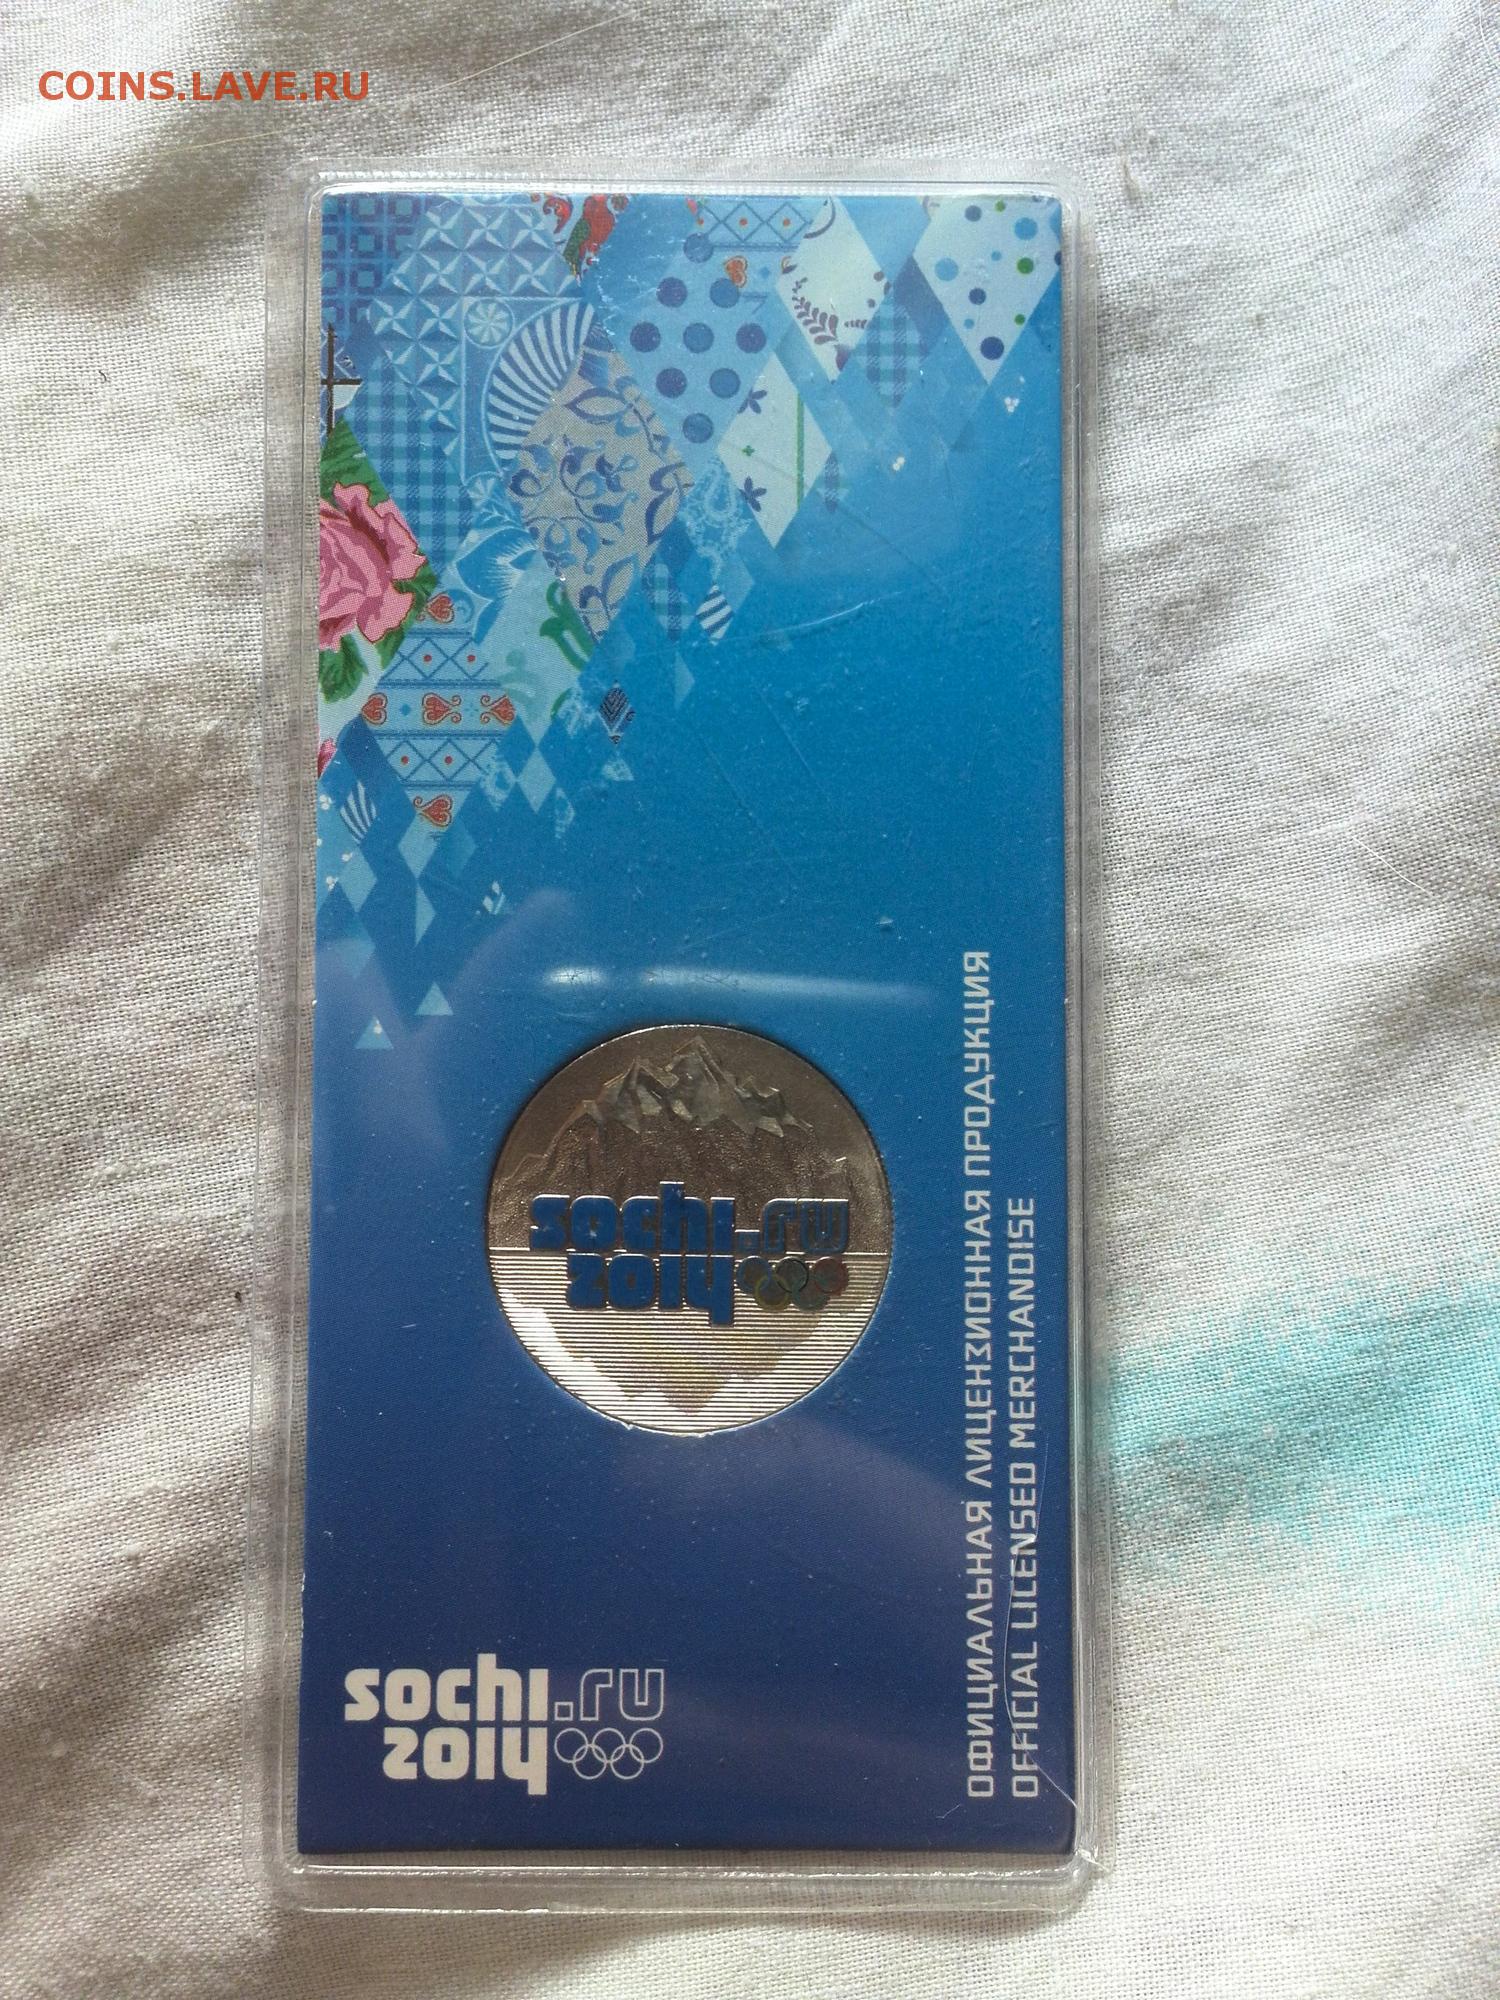 COINS.LAVE.RU
sochi.ru
2014
sochi.ru
2014
ОФИЦИАЛЬНАЯ ЛИЦЕНЗИОННАЯ ПРОДУКЦИЯ
OFFICIAL LICENSED MERCHANDISE